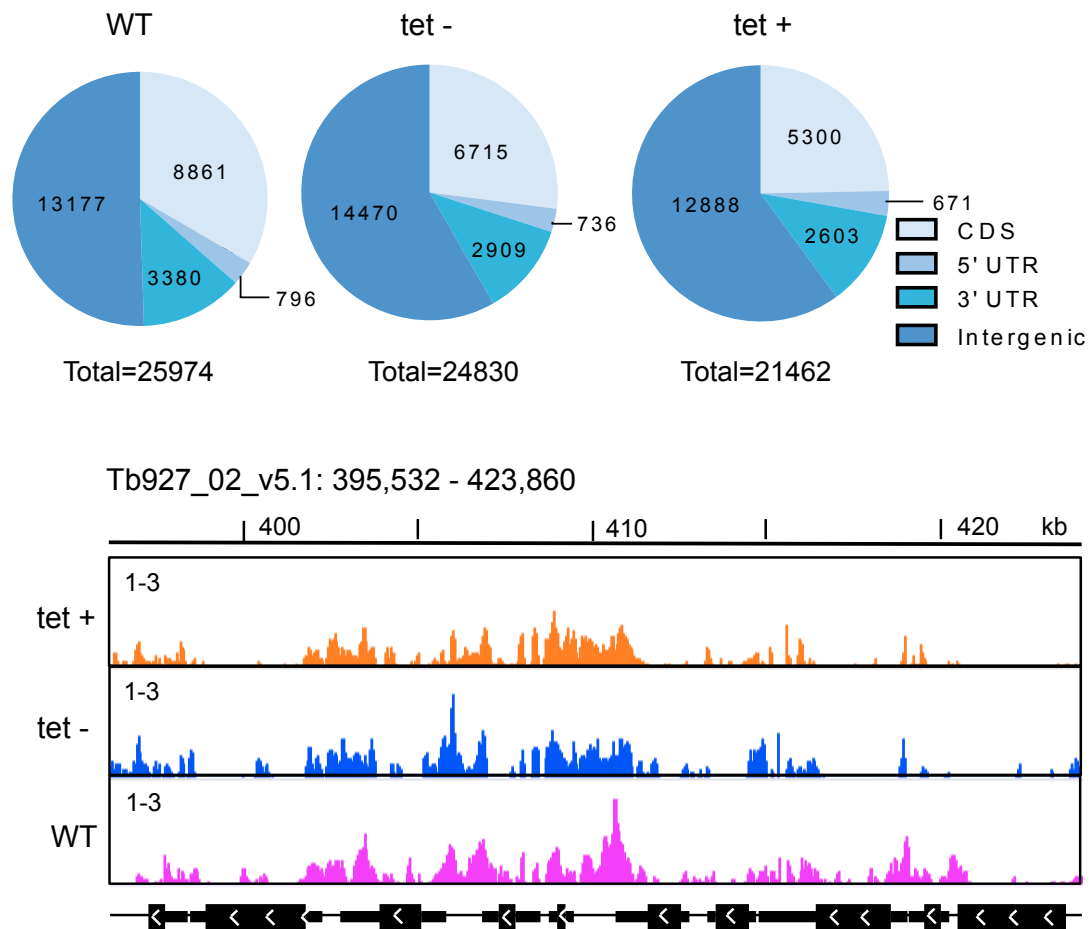 WT
tet -
tet +
8861
796
3380
13177
6715
736
2909
14470
5300
671
2603
12888
CDS
5' UTR
3' UTR
Intergenic
Total=25974
Total=24830
Total=21462
Tb927_02_v5.1: 395,532 - 423,860
400
410
420
kb
tet +
1-3
tet -
1-3
WT
1-3